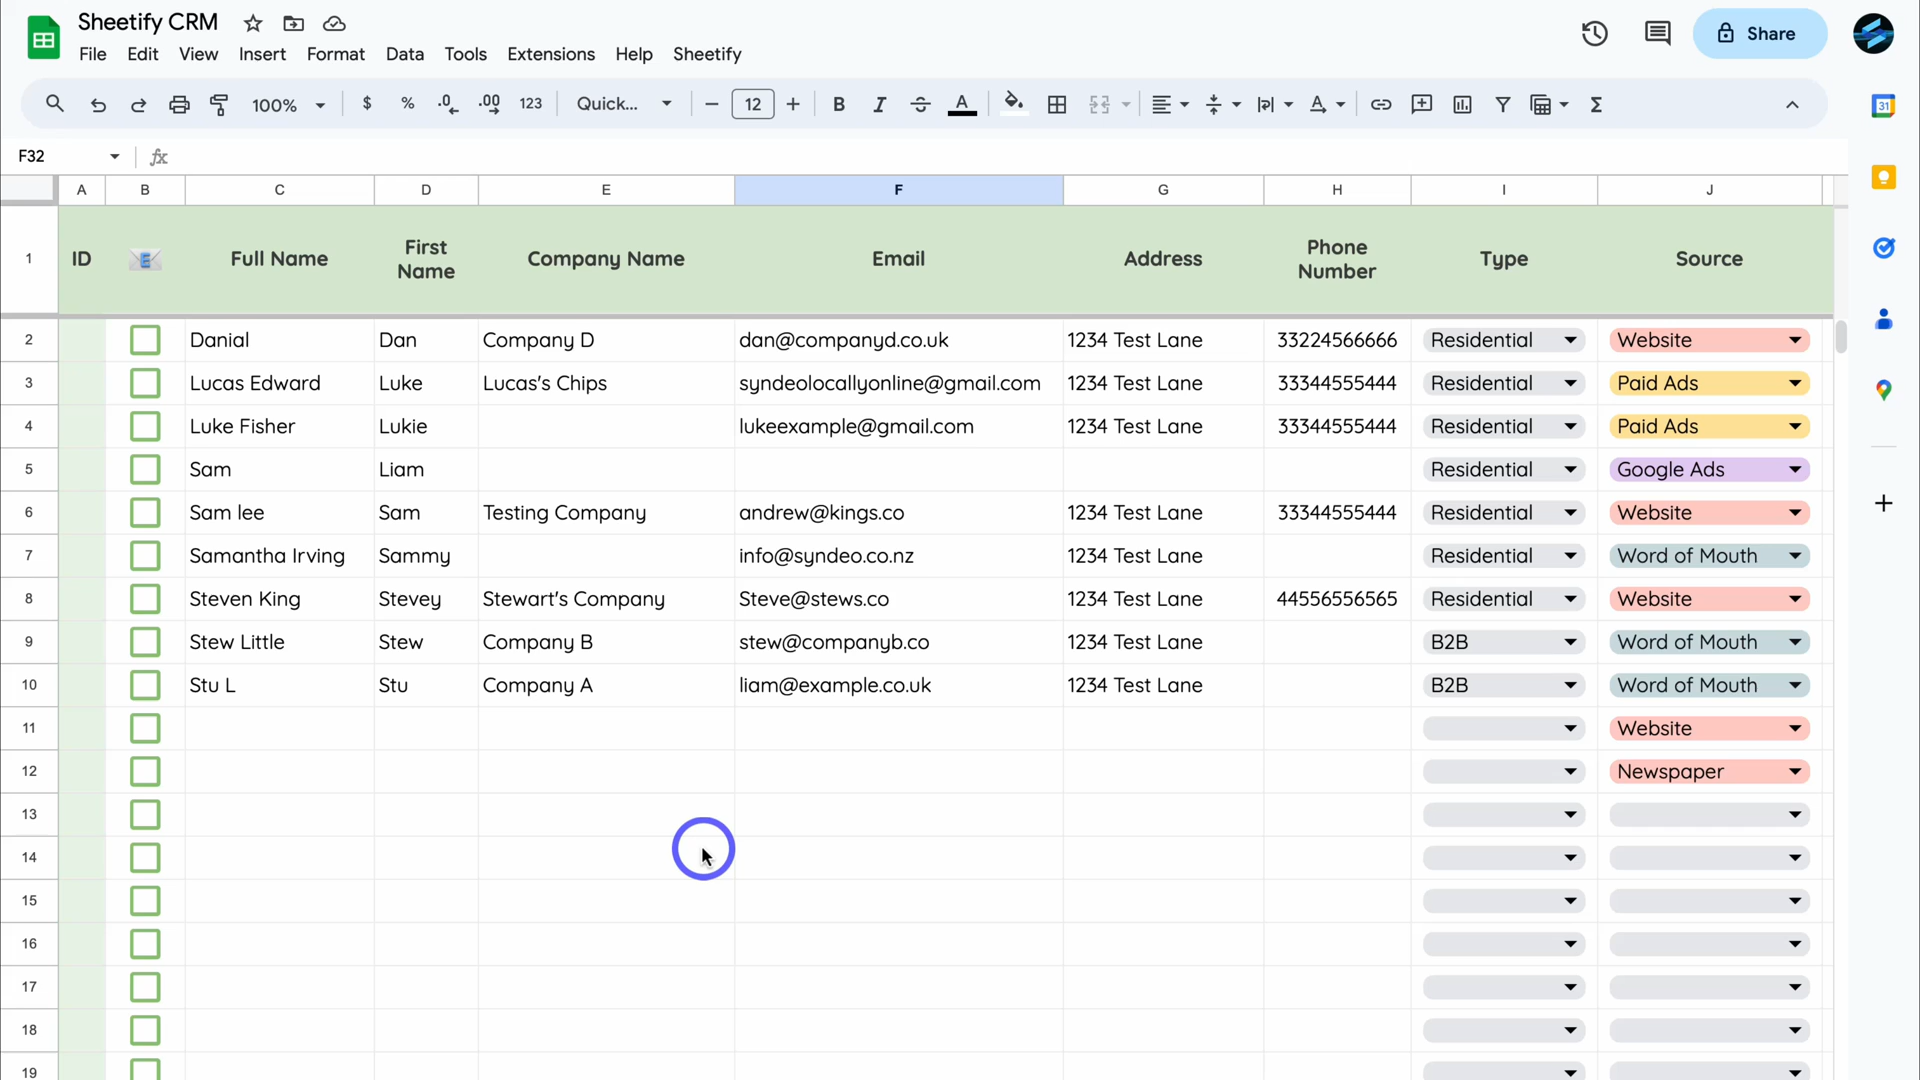 Sheetify CRM
File Edit View Insert Format Data Tools Extensions Help Sheetify
Share
100% $ % .0 .00 123 Quick... 12 B I A A Σ
31
F32 fx
A B C D E F G H I J
1 ID E Full Name First Name Company Name Email Address Phone Number Type Source
2 Danial Dan Company D dan@companyd.co.uk 1234 Test Lane 33224566666 Residential Website
3 Lucas Edward Luke Lucas's Chips syndeolocallyonline@gmail.com 1234 Test Lane 33344555444 Residential Paid Ads
4 Luke Fisher Lukie lukeexample@gmail.com 1234 Test Lane 33344555444 Residential Paid Ads
5 Sam Liam Residential Google Ads
6 Sam lee Sam Testing Company andrew@kings.co 1234 Test Lane 33344555444 Residential Website
7 Samantha Irving Sammy info@syndeo.co.nz 1234 Test Lane Residential Word of Mouth
8 Steven King Stevey Stewart's Company Steve@stews.co 1234 Test Lane 44556556565 Residential Website
9 Stew Little Stew Company B stew@companyb.co 1234 Test Lane B2B Word of Mouth
10 Stu L Stu Company A liam@example.co.uk 1234 Test Lane B2B Word of Mouth
11 Website
12 Newspaper
13
14
15
16
17
18
19